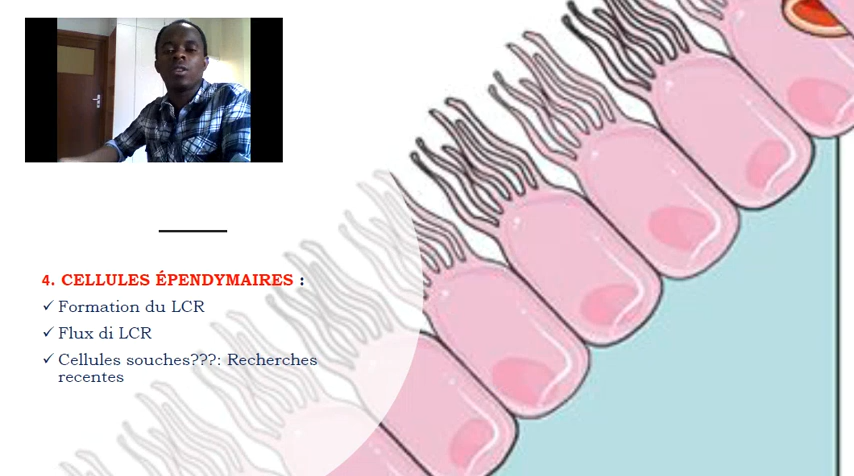 4. CELLULES ÉPENDYMAIRES :
✓ Formation du LCR
✓ Flux di LCR
✓ Cellules souches???: Recherches
recentes